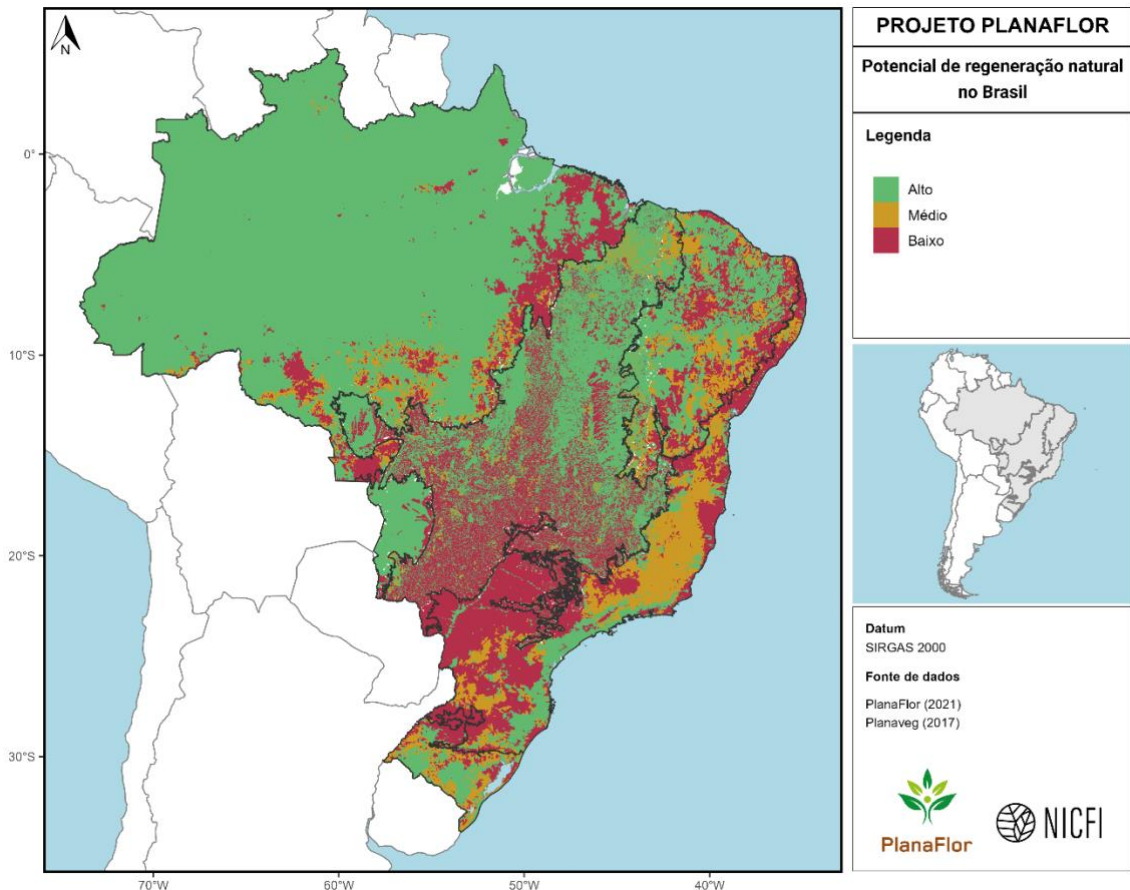 N
0°
10°S
20°S
30°S
70°W
60°W
50°W
40°W
PROJETO PLANAFLOR
Potencial de regeneração natural
no Brasil
Legenda
Alto
Médio
Baixo
Datum
SIRGAS 2000
Fonte de dados
PlanaFlor (2021)
Planaveg (2017)
PlanaFlor
NICFI